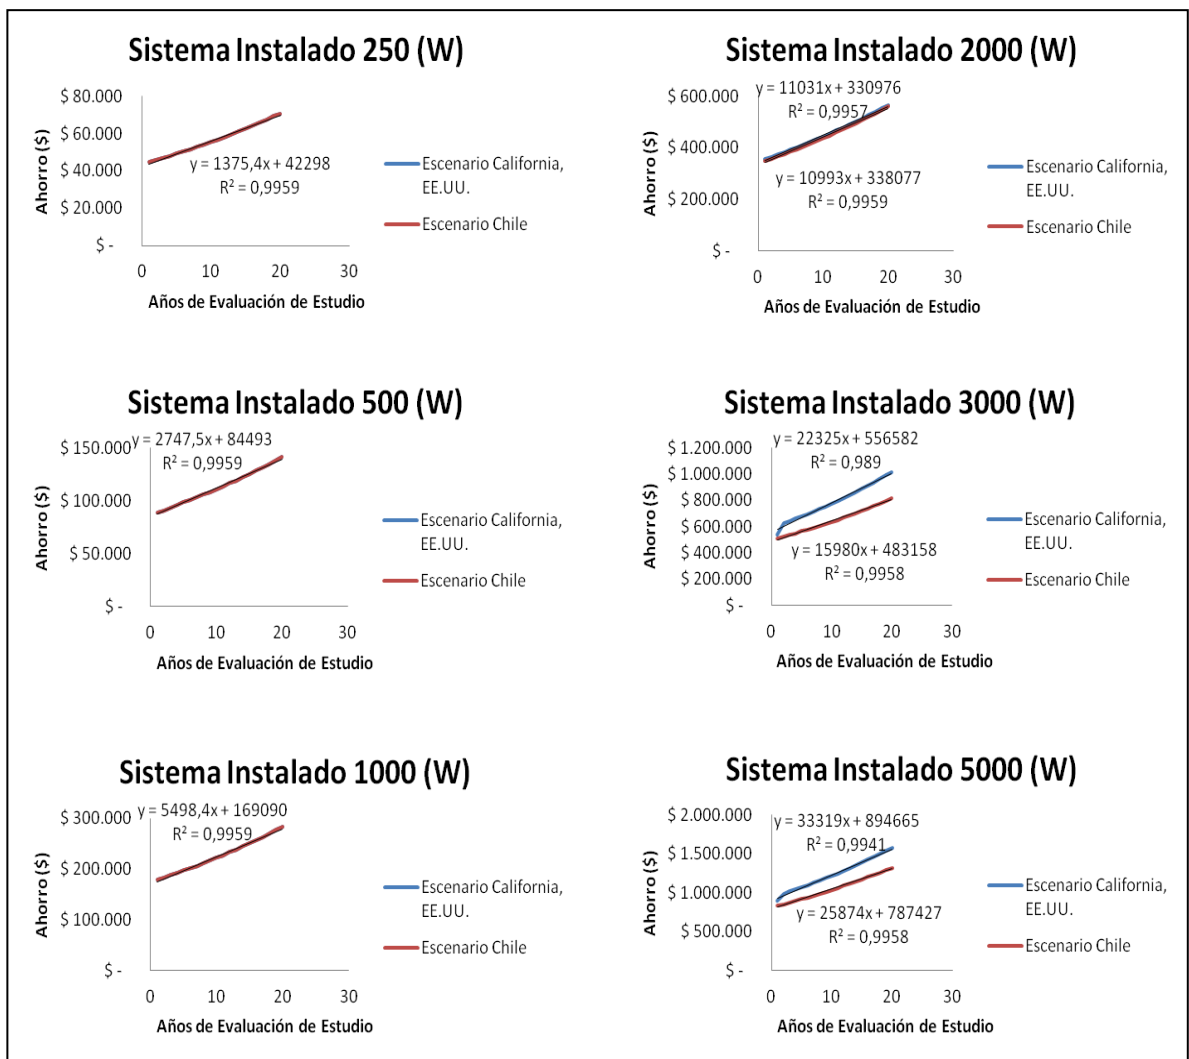 Sistema Instalado 250 (W)
$ 80.000
$ 60.000
$ 40.000
$ 20.000
$ -
Ahorro ($)
y = 1375,4x + 42298
R² = 0,9959
0 10 20 30
Años de Evaluación de Estudio
Escenario California,
EE.UU.
Escenario Chile
Sistema Instalado 2000 (W)
$ 600.000
$ 400.000
$ 200.000
$ -
Ahorro ($)
y = 11031x + 330976
R² = 0,9957
y = 10993x + 338077
R² = 0,9959
0 10 20 30
Años de Evaluación de Estudio
Escenario California,
EE.UU.
Escenario Chile
Sistema Instalado 500 (W)
$ 150.000
$ 100.000
$ 50.000
$ -
Ahorro ($)
y = 2747,5x + 84493
R² = 0,9959
0 10 20 30
Años de Evaluación de Estudio
Escenario California,
EE.UU.
Escenario Chile
Sistema Instalado 3000 (W)
$ 1.200.000
$ 1.000.000
$ 800.000
$ 600.000
$ 400.000
$ 200.000
$ -
Ahorro ($)
y = 22325x + 556582
R² = 0,989
y = 15980x + 483158
R² = 0,9958
0 10 20 30
Años de Evaluación de Estudio
Escenario California,
EE.UU.
Escenario Chile
Sistema Instalado 1000 (W)
$ 300.000
$ 200.000
$ 100.000
$ -
Ahorro ($)
y = 5498,4x + 169090
R² = 0,9959
0 10 20 30
Años de Evaluación de Estudio
Escenario California,
EE.UU.
Escenario Chile
Sistema Instalado 5000 (W)
$ 2.000.000
$ 1.500.000
$ 1.000.000
$ 500.000
$ -
Ahorro ($)
y = 33319x + 894665
R² = 0,9941
y = 25874x + 787427
R² = 0,9958
0 10 20 30
Años de Evaluación de Estudio
Escenario California,
EE.UU.
Escenario Chile